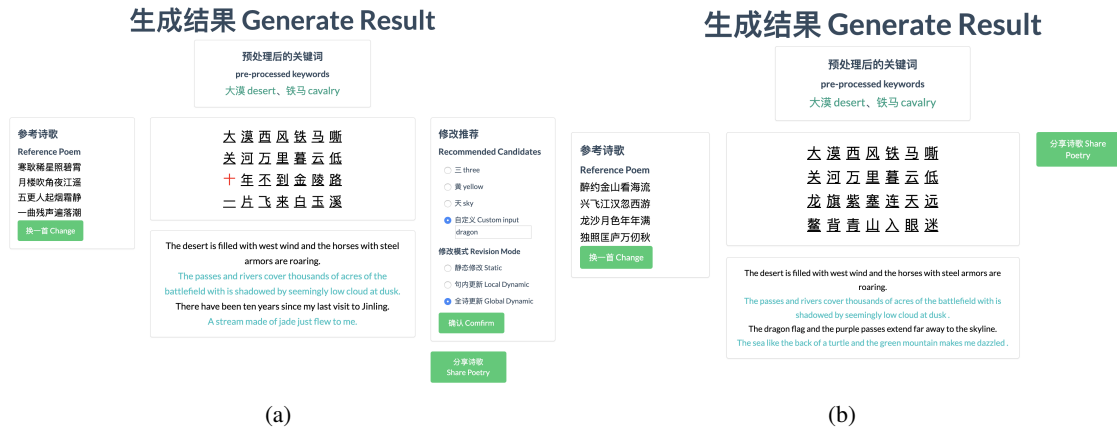 生成结果 Generate Result
预处理后的关键词
pre-processed keywords
大漠 desert、铁马 cavalry
参考诗歌
Reference Poem
寒耿稀星照碧霄
月楼吹角夜江遥
五更人起烟霜静
一曲残声遍落潮
换一首 Change
大漠西风铁马嘶
关河万里暮云低
十年不到金陵路
一片飞来白玉溪
The desert is filled with west wind and the horses with steel
armors are roaring.
The passes and rivers cover thousands of acres of the
battlefield with is shadowed by seemingly low cloud at dusk.
There have been ten years since my last visit to Jinling.
A stream made of jade just flew to me.
修改推荐
Recommended Candidates
三 three
黄 yellow
天 sky
自定义 Custom input
dragon
修改模式 Revision Mode
静态修改 Static
句内更新 Local Dynamic
全诗更新 Global Dynamic
确认 Comfirm
分享诗歌
Share Poetry
(a)
生成结果 Generate Result
预处理后的关键词
pre-processed keywords
大漠 desert、铁马 cavalry
参考诗歌
Reference Poem
醉约金山看海流
兴飞江汉忽西游
龙沙月色年年满
独照匡庐万仞秋
换一首 Change
大漠西风铁马嘶
关河万里暮云低
龙旗紫塞连天远
鳌背青山入眼迷
The desert is filled with west wind and the horses with steel armors are
roaring.
The passes and rivers cover thousands of acres of the battlefield with is
shadowed by seemingly low cloud at dusk .
The dragon flag and the purple passes extend far away to the skyline.
The sea like the back of a turtle and the green mountain makes me dazzled .
分享诗歌 Share
Poetry
(b)